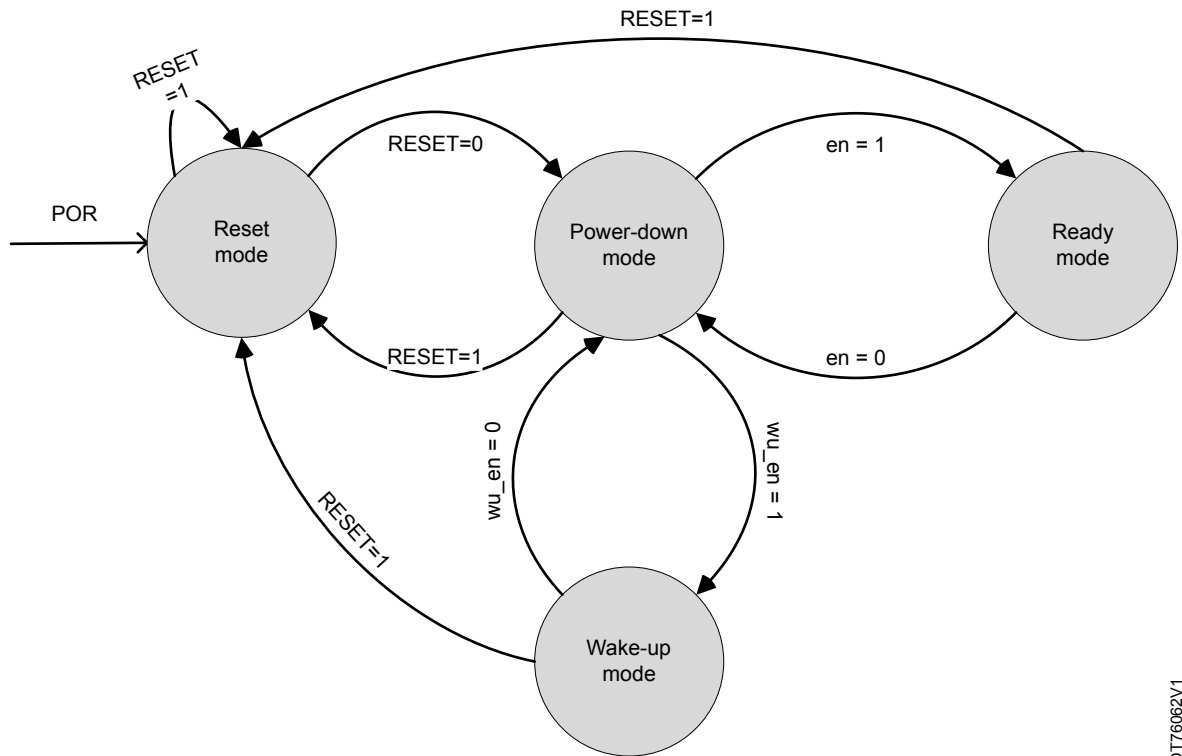 RESET=1
RESET
=1
RESET=0
en = 1
POR
Reset
mode
Power-down
mode
Ready
mode
RESET=1
en = 0
wu_en = 0
wu_en = 1
RESET=1
Wake-up
mode
DT76062V1